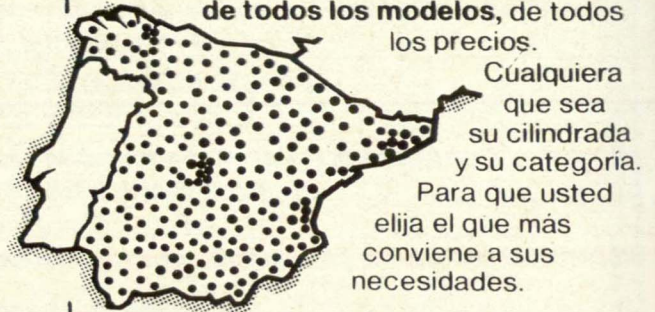 de todos los modelos, de todos
los precios.
Cualquiera
que sea
su cilindrada
y su categoría.
Para que usted
elija el que más
conviene a sus
necesidades.